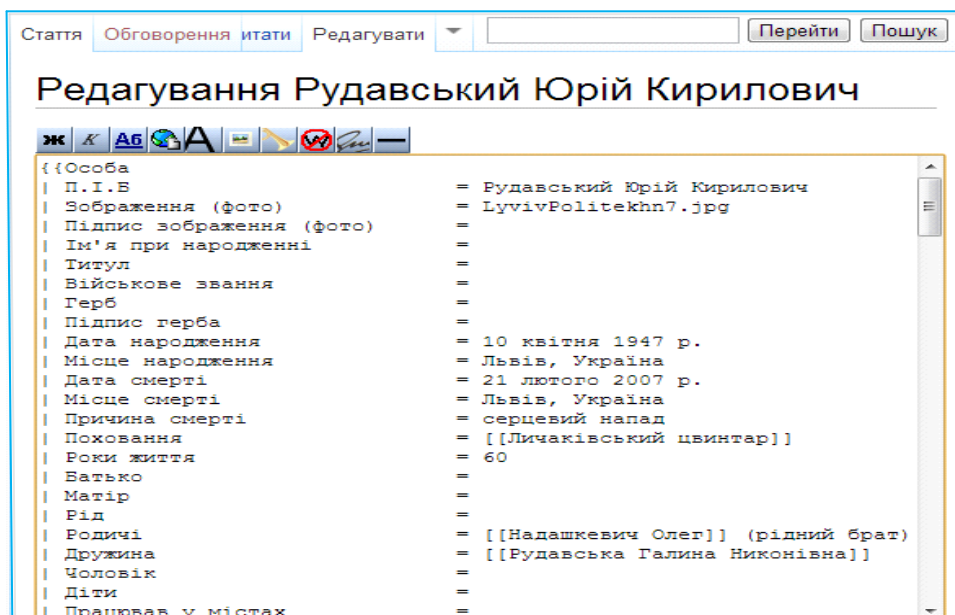 Стаття Обговорення итати Редагувати Перейти Пошук
Редагування Рудавський Юрій Кирилович
Ж К Аб А W
{{Особа
| П.І.Б = Рудавський Юрій Кирилович
| Зображення (фото) = LyvivPolitekhn7.jpg
| Підпис зображення (фото) =
| Ім'я при народженні =
| Титул =
| Військове звання =
| Герб =
| Підпис герба =
| Дата народження = 10 квітня 1947 р.
| Місце народження = Львів, Україна
| Дата смерті = 21 лютого 2007 р.
| Місце смерті = Львів, Україна
| Причина смерті = серцевий напад
| Поховання = [[Личаківський цвинтар]]
| Роки життя = 60
| Батько =
| Матір =
| Рід =
| Родичі = [[Надашкевич Олег]] (рідний брат)
| Дружина = [[Рудавська Галина Никонівна]]
| Чоловік =
| Діти =
| Працював у містах =